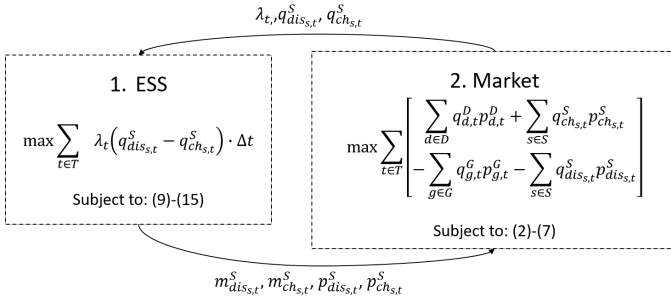 λ_t, ,q^S_{dis_{s,t}}, q^S_{ch_{s,t}}
1. ESS
max ∑_{t∈T} λ_t(q^S_{dis_{s,t}} − q^S_{ch_{s,t}}) · Δt
Subject to: (9)-(15)
2. Market
max ∑_{t∈T} [ ∑_{d∈D} q^D_{d,t} p^D_{d,t} + ∑_{s∈S} q^S_{ch_{s,t}} p^S_{ch_{s,t}}
− ∑_{g∈G} q^G_{g,t} p^G_{g,t} − ∑_{s∈S} q^S_{dis_{s,t}} p^S_{dis_{s,t}} ]
Subject to: (2)-(7)
m^S_{dis_{s,t}}, m^S_{ch_{s,t}}, p^S_{dis_{s,t}}, p^S_{ch_{s,t}}